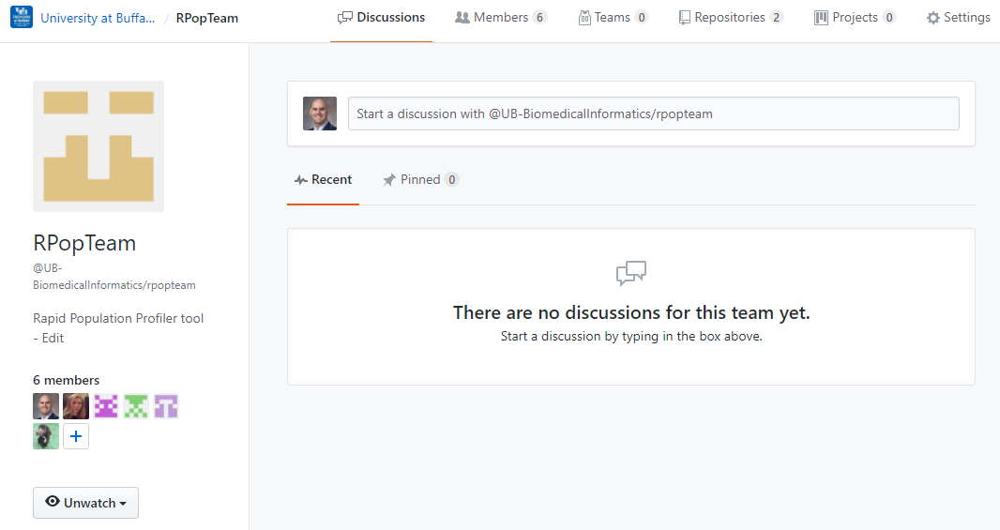 University at Buffa... / RPopTeam
Discussions
Members 6
Teams 0
Repositories 2
Projects 0
Settings
Start a discussion with @UB-BiomedicalInformatics/rpopteam
Recent
Pinned 0
RPopTeam
@UB-
BiomedicalInformatics/rpopteam
Rapid Population Profiler tool
- Edit
6 members
+
Unwatch
There are no discussions for this team yet.
Start a discussion by typing in the box above.